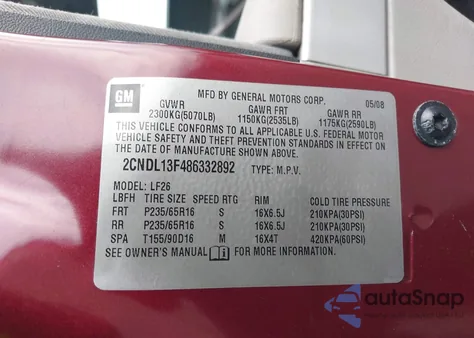 GM
MFD BY GENERAL MOTORS CORP. 05/08
GVWR GAWR FRT GAWR RR
2300KG(5070LB) 1150KG(2535LB) 1175KG(2590LB)
THIS VEHICLE CONFORMS TO ALL APPLICABLE U.S. FEDERAL MOTOR
VEHICLE SAFETY AND THEFT PREVENTION STANDARDS IN EFFECT ON
THE DATE OF MANUFACTURE SHOWN ABOVE.
2CNDL13F486332892 TYPE: M.P.V.
MODEL: LF26
LBFH TIRE SIZE SPEED RTG RIM COLD TIRE PRESSURE
FRT P235/65R16 S 16X6.5J 210KPA(30PSI)
RR P235/65R16 S 16X6.5J 210KPA(30PSI)
SPA T155/90D16 M 16X4T 420KPA(60PSI)
SEE OWNER'S MANUAL i FOR MORE INFORMATION.
autoSnap